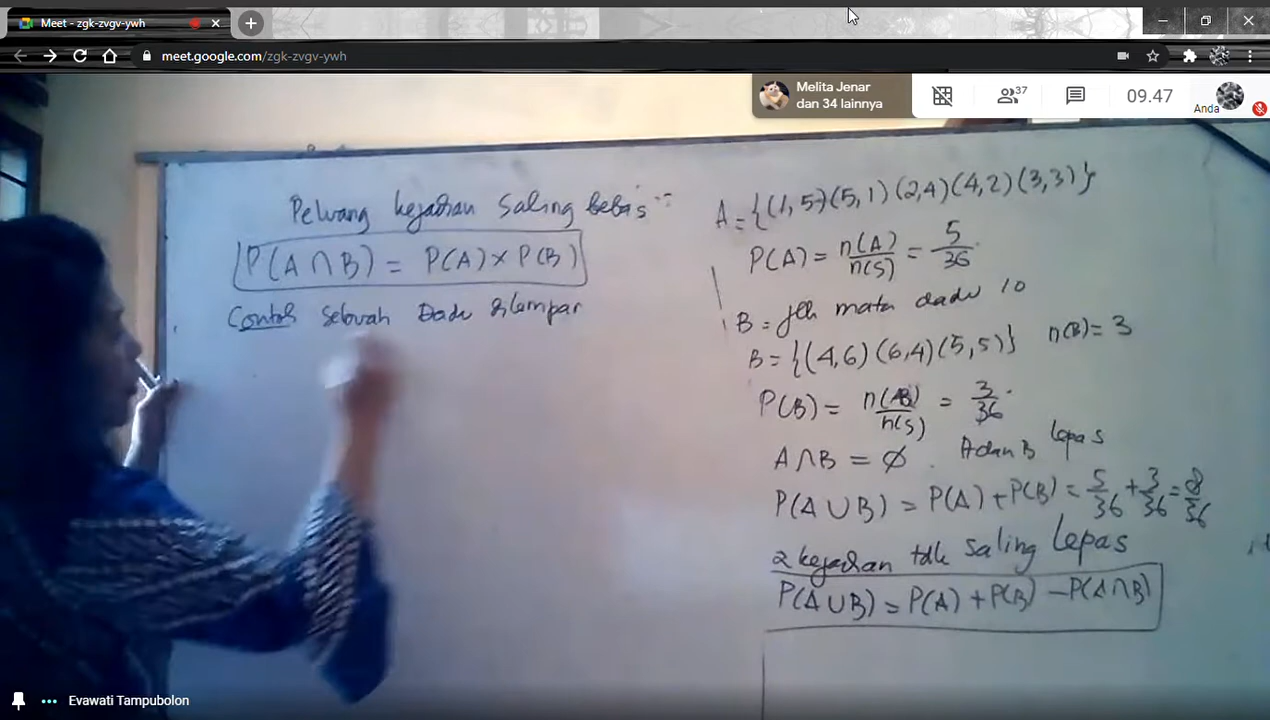 Meet - zgk-zvgv-ywh
meet.google.com/zgk-zvgv-ywh
Melita Jenar
dan 34 lainnya
37
09.47
Anda
Peluang kejadian Saling bebas
P(A ∩ B) = P(A) × P(B)
Contoh Sebuah Dadu dilempar
A = {(1,5)(5,1)(2,4)(4,2)(3,3)}
P(A) = n(A)/n(S) = 5/36
B = jlh mata dadu 10
B = {(4,6)(6,4)(5,5)} n(B) = 3
P(B) = n(B)/n(S) = 3/36
A ∩ B = ∅. A dan B lepas
P(A ∪ B) = P(A) + P(B) = 5/36 + 3/36 = 8/36
2 kejadian tdk saling lepas
P(A ∪ B) = P(A) + P(B) - P(A ∩ B)
Evawati Tampubolon